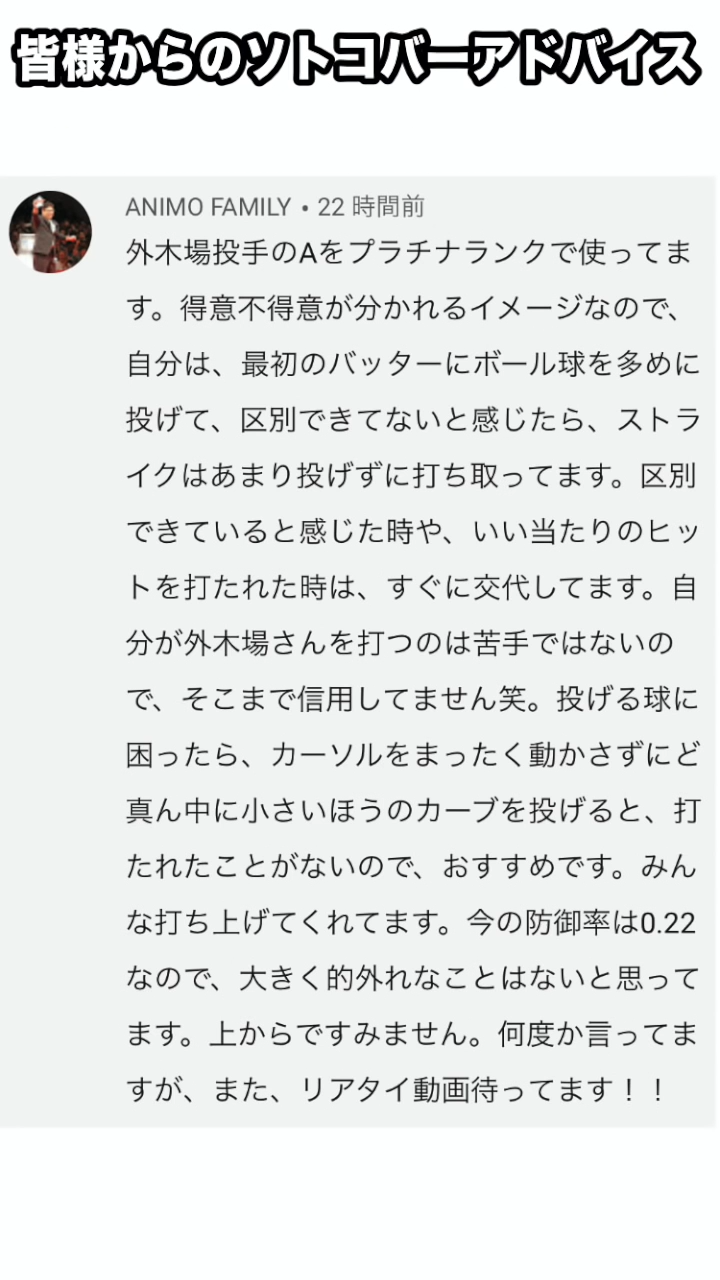 皆様からのソトコバーアドバイス
ANIMO FAMILY • 22 時間前
外木場投手のAをプラチナランクで使ってま
す。得意不得意が分かれるイメージなので、
自分は、最初のバッターにボール球を多めに
投げて、区別できてないと感じたら、ストラ
イクはあまり投げずに打ち取ってます。区別
できていると感じた時や、いい当たりのヒッ
トを打たれた時は、すぐに交代してます。自
分が外木場さんを打つのは苦手ではないの
で、そこまで信用してません笑。投げる球に
困ったら、カーソルをまったく動かさずにど
真ん中に小さいほうのカーブを投げると、打
たれたことがないので、おすすめです。みん
な打ち上げてくれてます。今の防御率は0.22
なので、大きく的外れなことはないと思って
ます。上からですみません。何度か言ってま
すが、また、リアタイ動画待ってます！！